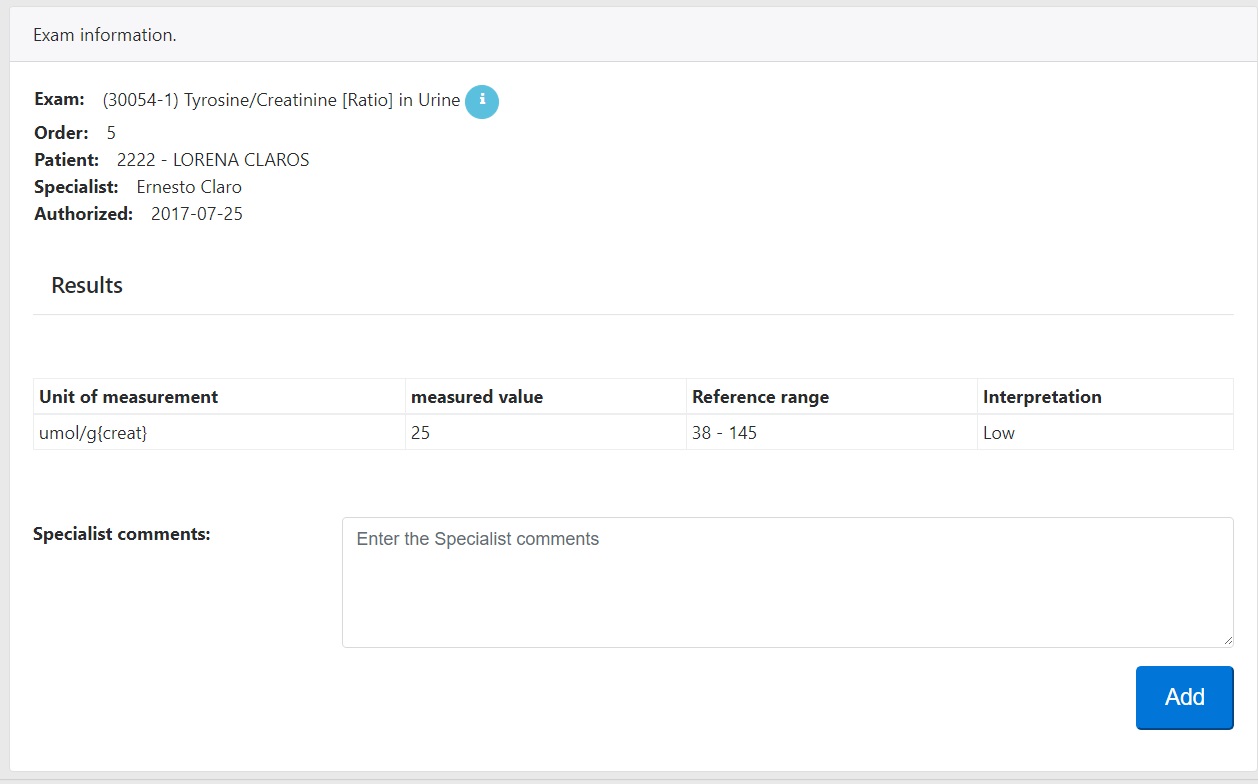 Exam information.
Exam: (30054-1) Tyrosine/Creatinine [Ratio] in Urine i
Order: 5
Patient: 2222 - LORENA CLAROS
Specialist: Ernesto Claro
Authorized: 2017-07-25
Results
Unit of measurement measured value Reference range Interpretation
umol/g{creat} 25 38 - 145 Low
Specialist comments: Enter the Specialist comments
Add